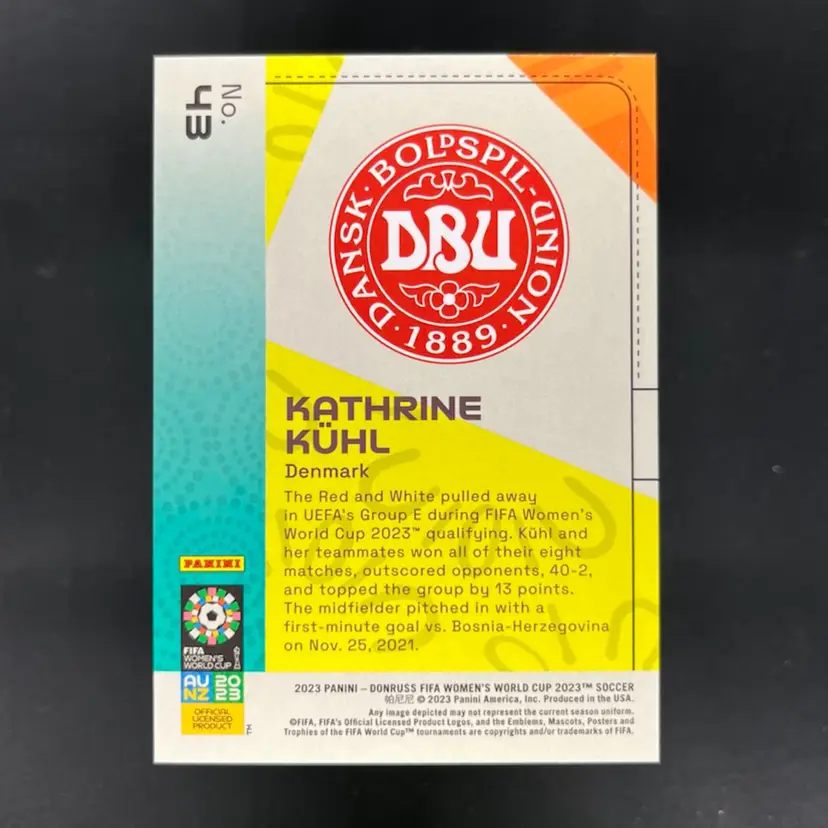 No.
43
DANSK · BOLDSPIL-UNION
DBU
· 1889 ·
KATHRINE
KÜHL
Denmark
The Red and White pulled away
in UEFA's Group E during FIFA Women's
World Cup 2023™ qualifying. Kühl and
her teammates won all of their eight
matches, outscored opponents, 40-2,
and topped the group by 13 points.
The midfielder pitched in with a
first-minute goal vs. Bosnia-Herzegovina
on Nov. 25, 2021.
PANINI
FIFA
WOMEN'S
WORLD CUP
AU 20
NZ 23
OFFICIAL
LICENSED
PRODUCT
TM
2023 PANINI – DONRUSS FIFA WOMEN'S WORLD CUP 2023™ SOCCER
帕尼尼 © 2023 Panini America, Inc. Produced in the USA.
Any image depicted may not represent the current season uniform.
©FIFA, FIFA's Official Licensed Product Logos, and the Emblems, Mascots, Posters and
Trophies of the FIFA World Cup™ tournaments are copyrights and/or trademarks of FIFA.